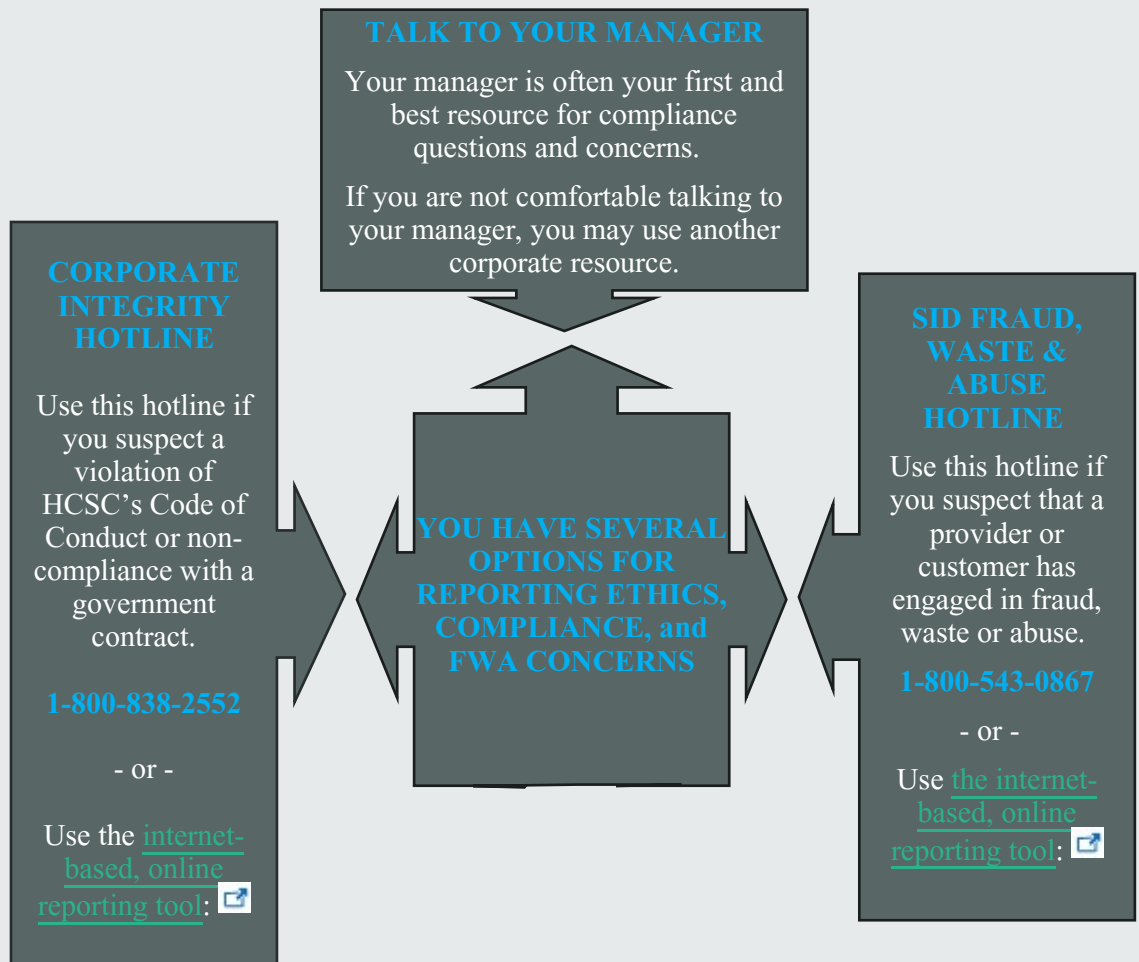 TALK TO YOUR MANAGER
Your manager is often your first and
best resource for compliance
questions and concerns.
If you are not comfortable talking to
your manager, you may use another
corporate resource.
CORPORATE
INTEGRITY
HOTLINE
Use this hotline if
you suspect a
violation of
HCSC’s Code of
Conduct or non-
compliance with a
government
contract.
1-800-838-2552
- or -
Use the internet-
based, online
reporting tool:
YOU HAVE SEVERAL
OPTIONS FOR
REPORTING ETHICS,
COMPLIANCE, and
FWA CONCERNS
SID FRAUD,
WASTE &
ABUSE
HOTLINE
Use this hotline if
you suspect that a
provider or
customer has
engaged in fraud,
waste or abuse.
1-800-543-0867
- or -
Use the internet-
based, online
reporting tool: